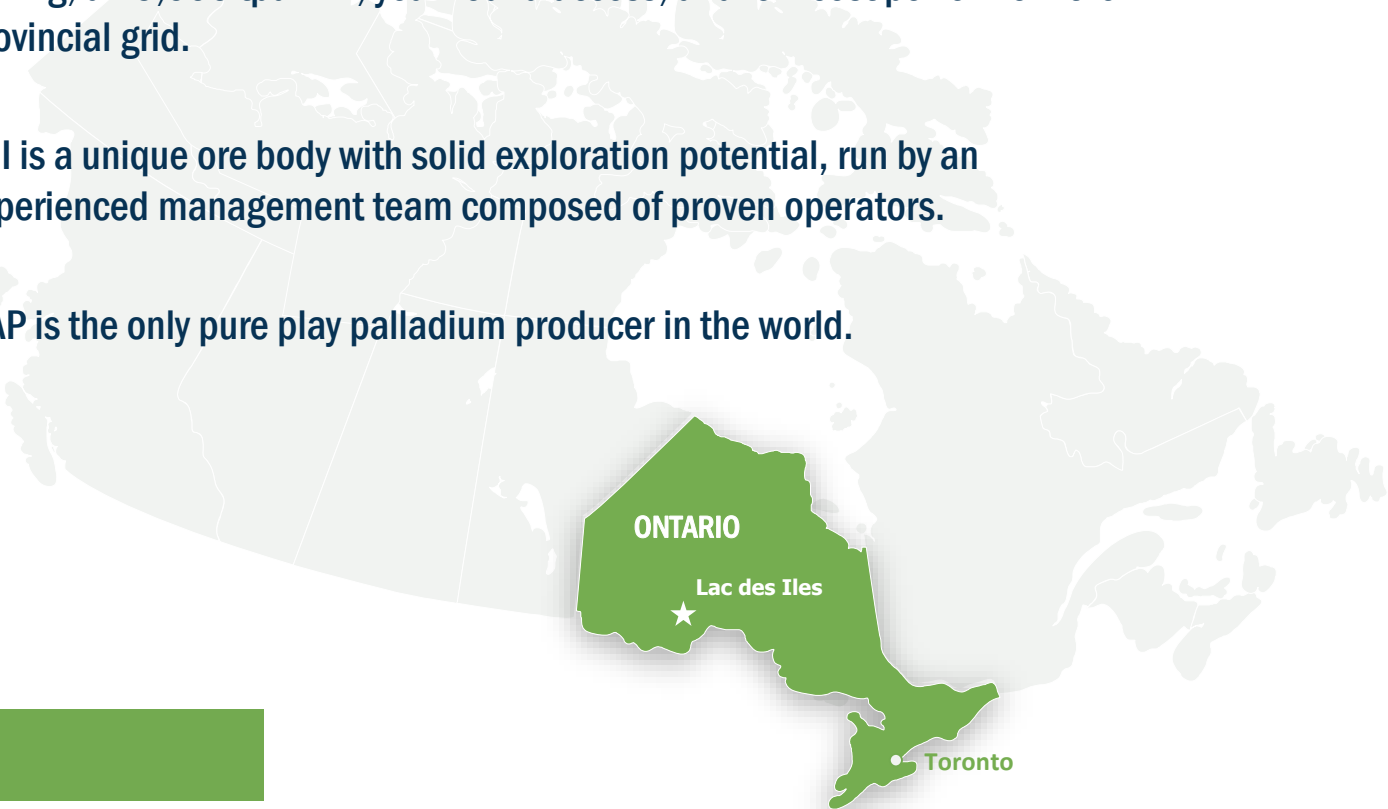 ovincial grid.
l is a unique ore body with solid exploration potential, run by an
perienced management team composed of proven operators.
AP is the only pure play palladium producer in the world.
ONTARIO
Lac des Iles
Toronto